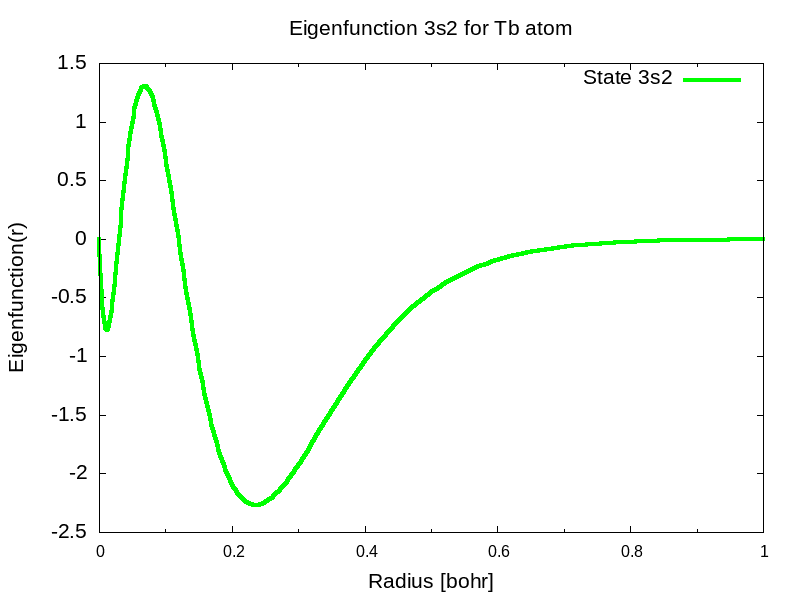 Eigenfunction 3s2 for Tb atom
State 3s2
1.5
1
0.5
0
-0.5
-1
-1.5
-2
-2.5
Eigenfunction(r)
0 0.2 0.4 0.6 0.8 1
Radius [bohr]